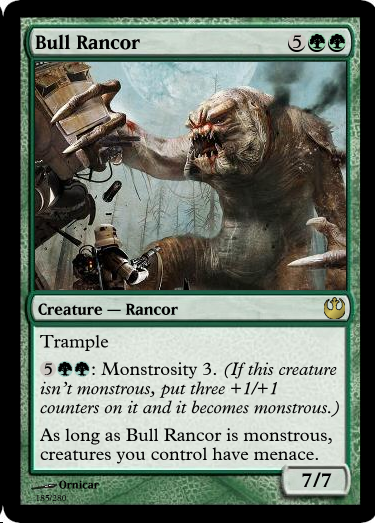 Bull Rancor 5
Creature — Rancor
Trample
5: Monstrosity 3. (If this creature
isn't monstrous, put three +1/+1
counters on it and it becomes monstrous.)
As long as Bull Rancor is monstrous,
creatures you control have menace.
7/7
Ornicar
185/280